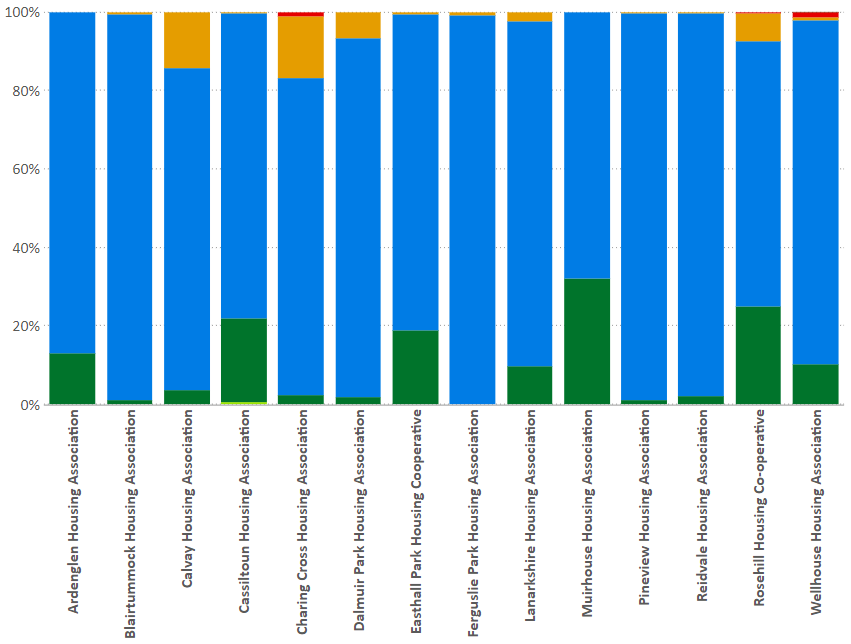 100%
80%
60%
40%
20%
0%
Ardenglen Housing Association
Blairtummock Housing Association
Calvay Housing Association
Cassiltoun Housing Association
Charing Cross Housing Association
Dalmuir Park Housing Association
Easthall Park Housing Cooperative
Ferguslie Park Housing Association
Lanarkshire Housing Association
Muirhouse Housing Association
Pineview Housing Association
Reidvale Housing Association
Rosehill Housing Co-operative
Wellhouse Housing Association